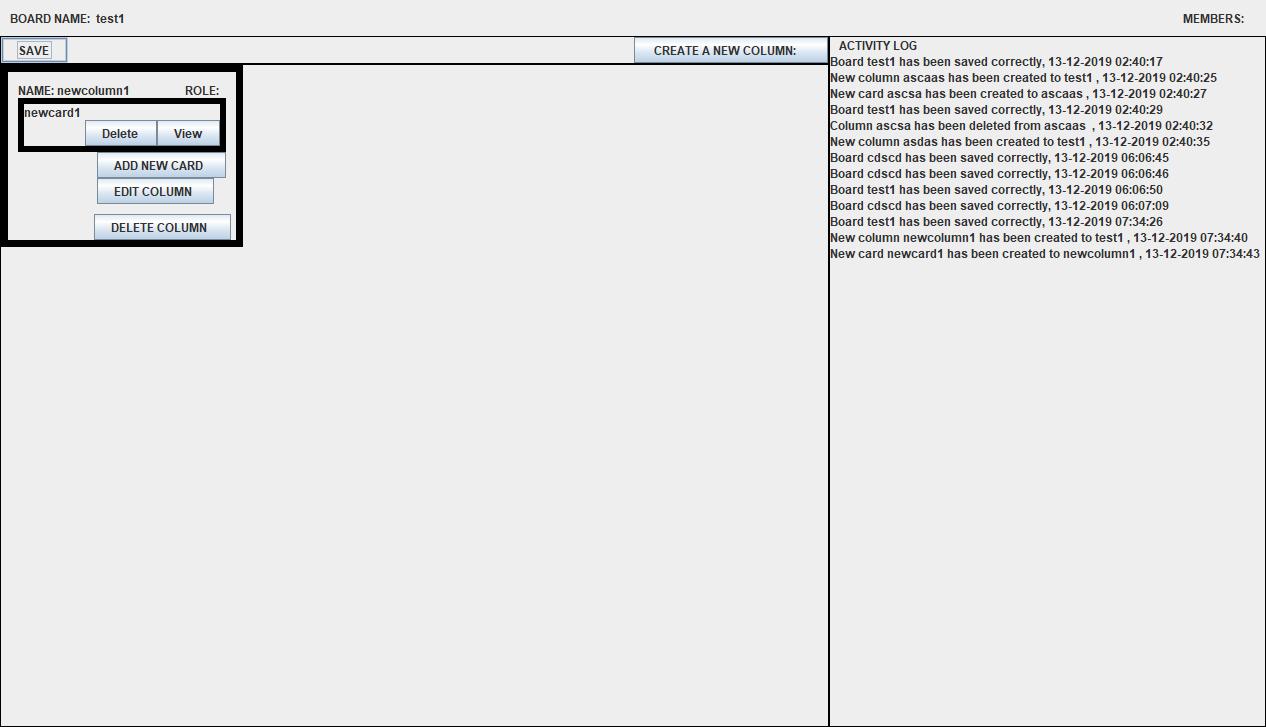 BOARD NAME: test1
MEMBERS:
SAVE
CREATE A NEW COLUMN:
NAME: newcolumn1 ROLE:
newcard1
Delete View
ADD NEW CARD
EDIT COLUMN
DELETE COLUMN
ACTIVITY LOG
Board test1 has been saved correctly, 13-12-2019 02:40:17
New column ascaas has been created to test1 , 13-12-2019 02:40:25
New card ascsa has been created to ascaas , 13-12-2019 02:40:27
Board test1 has been saved correctly, 13-12-2019 02:40:29
Column ascsa has been deleted from ascaas , 13-12-2019 02:40:32
New column asdas has been created to test1 , 13-12-2019 02:40:35
Board cdscd has been saved correctly, 13-12-2019 06:06:45
Board cdscd has been saved correctly, 13-12-2019 06:06:46
Board test1 has been saved correctly, 13-12-2019 06:06:50
Board cdscd has been saved correctly, 13-12-2019 06:07:09
Board test1 has been saved correctly, 13-12-2019 07:34:26
New column newcolumn1 has been created to test1 , 13-12-2019 07:34:40
New card newcard1 has been created to newcolumn1 , 13-12-2019 07:34:43